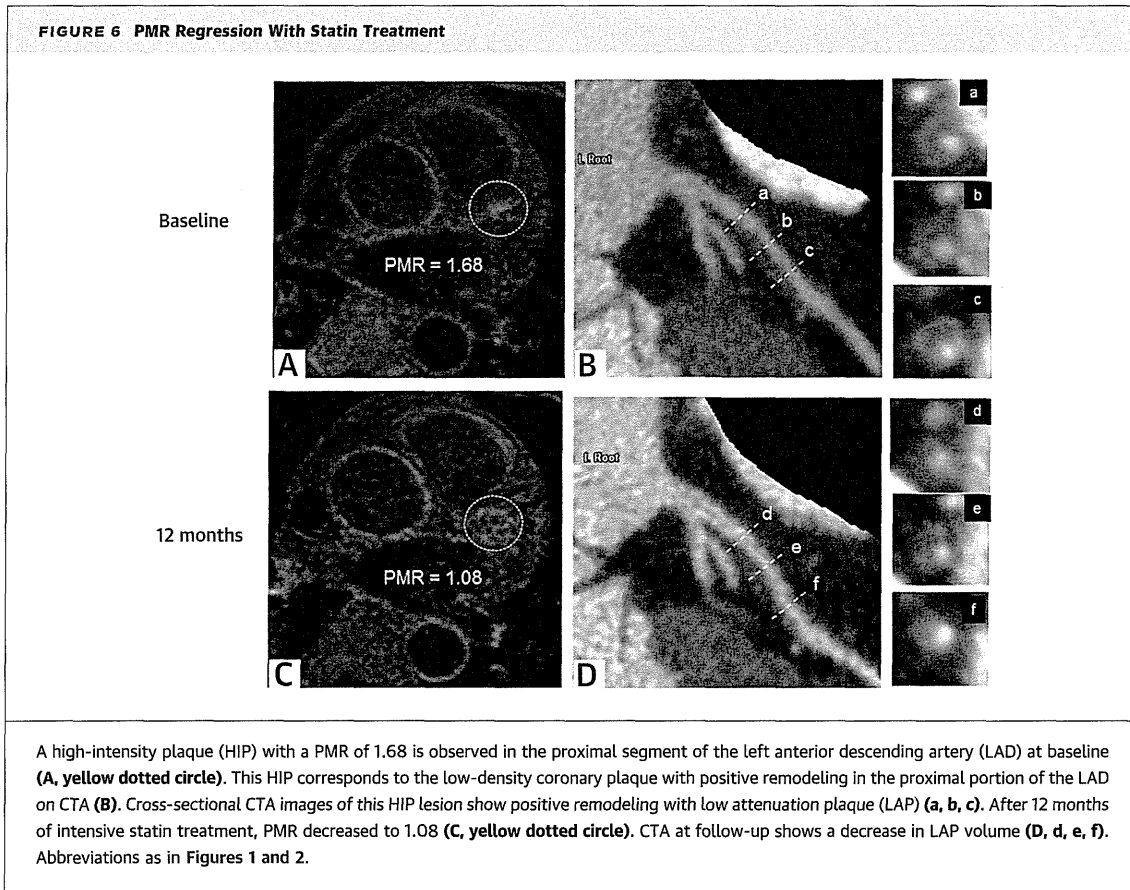 FIGURE 6 PMR Regression With Statin Treatment
Baseline
PMR = 1.68
A
L Root
a
b
c
B
a
b
c
12 months
PMR = 1.08
C
L Root
d
e
f
D
d
e
f
A high-intensity plaque (HIP) with a PMR of 1.68 is observed in the proximal segment of the left anterior descending artery (LAD) at baseline
(A, yellow dotted circle). This HIP corresponds to the low-density coronary plaque with positive remodeling in the proximal portion of the LAD
on CTA (B). Cross-sectional CTA images of this HIP lesion show positive remodeling with low attenuation plaque (LAP) (a, b, c). After 12 months
of intensive statin treatment, PMR decreased to 1.08 (C, yellow dotted circle). CTA at follow-up shows a decrease in LAP volume (D, d, e, f).
Abbreviations as in Figures 1 and 2.